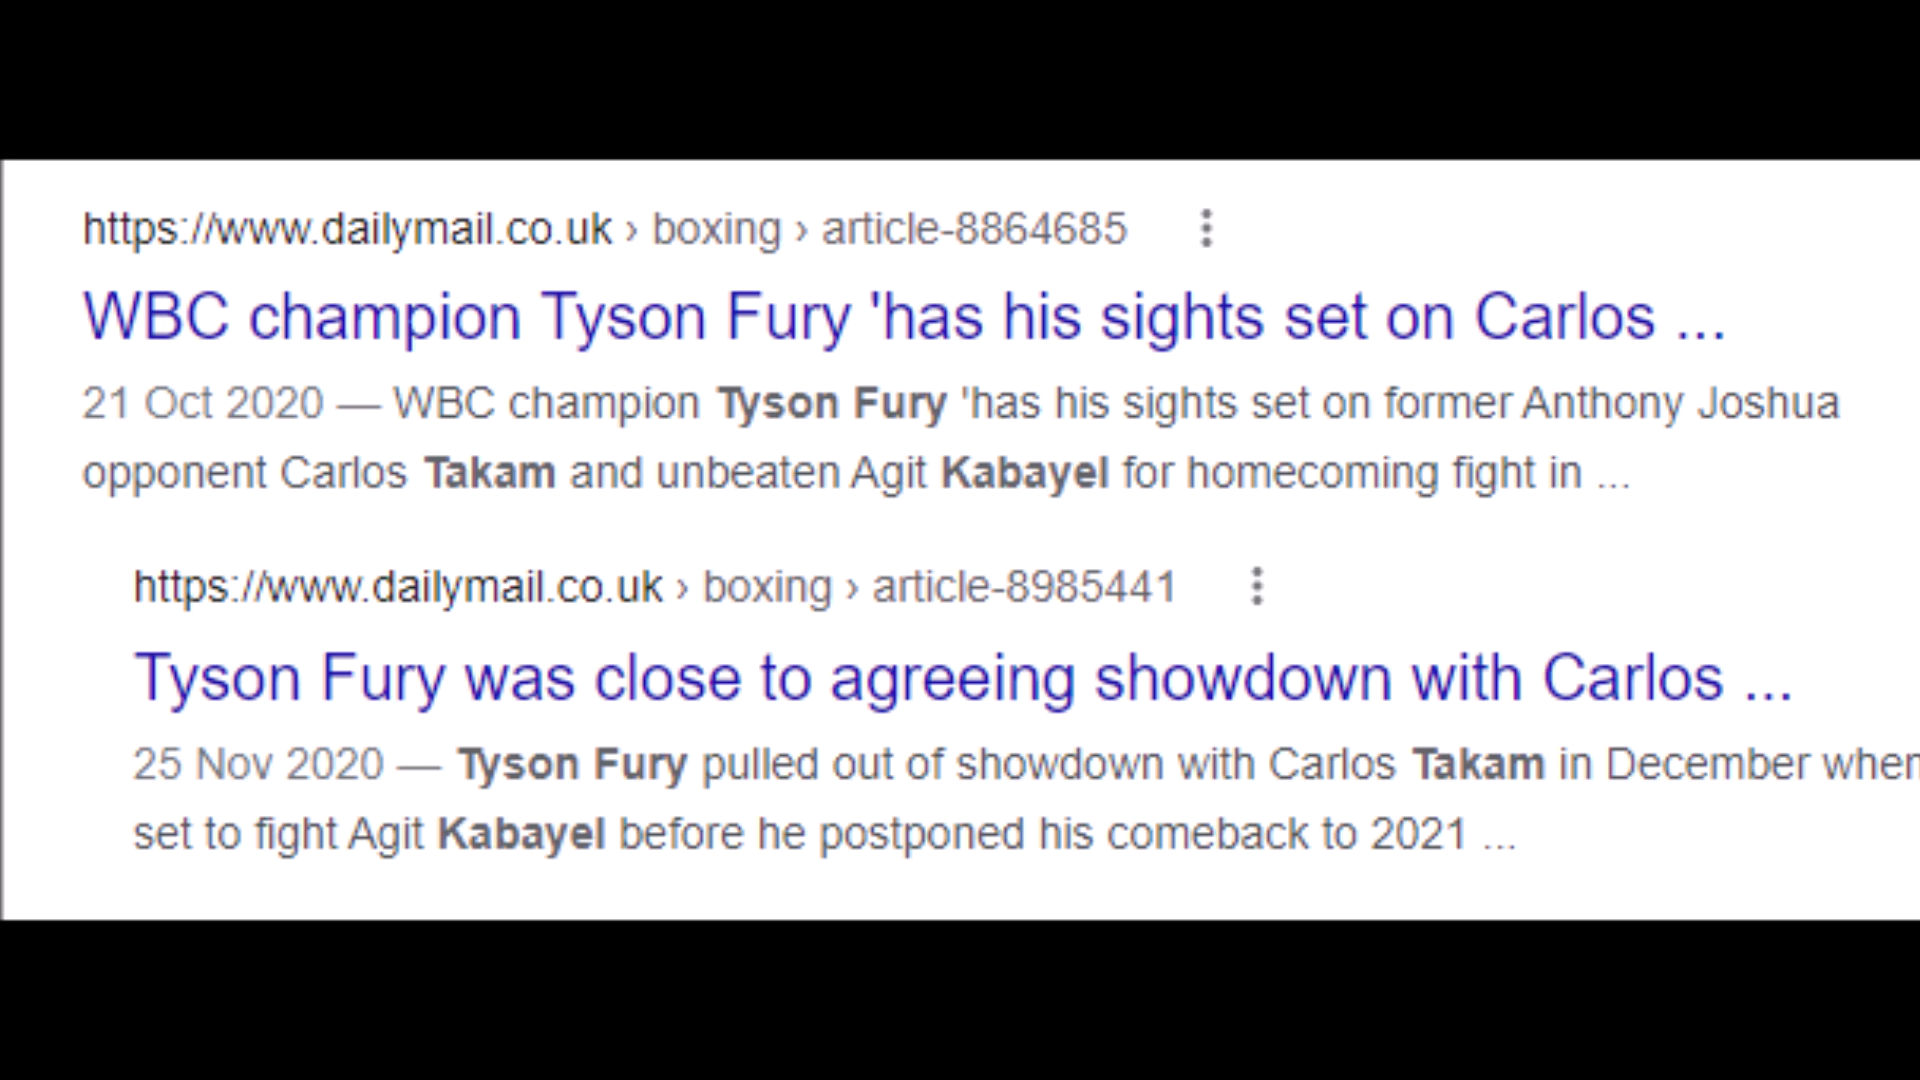 https://www.dailymail.co.uk › boxing › article-8864685
WBC champion Tyson Fury 'has his sights set on Carlos ...
21 Oct 2020 — WBC champion Tyson Fury 'has his sights set on former Anthony Joshua
opponent Carlos Takam and unbeaten Agit Kabayel for homecoming fight in ...
https://www.dailymail.co.uk › boxing › article-8985441
Tyson Fury was close to agreeing showdown with Carlos ...
25 Nov 2020 — Tyson Fury pulled out of showdown with Carlos Takam in December when
set to fight Agit Kabayel before he postponed his comeback to 2021 ...